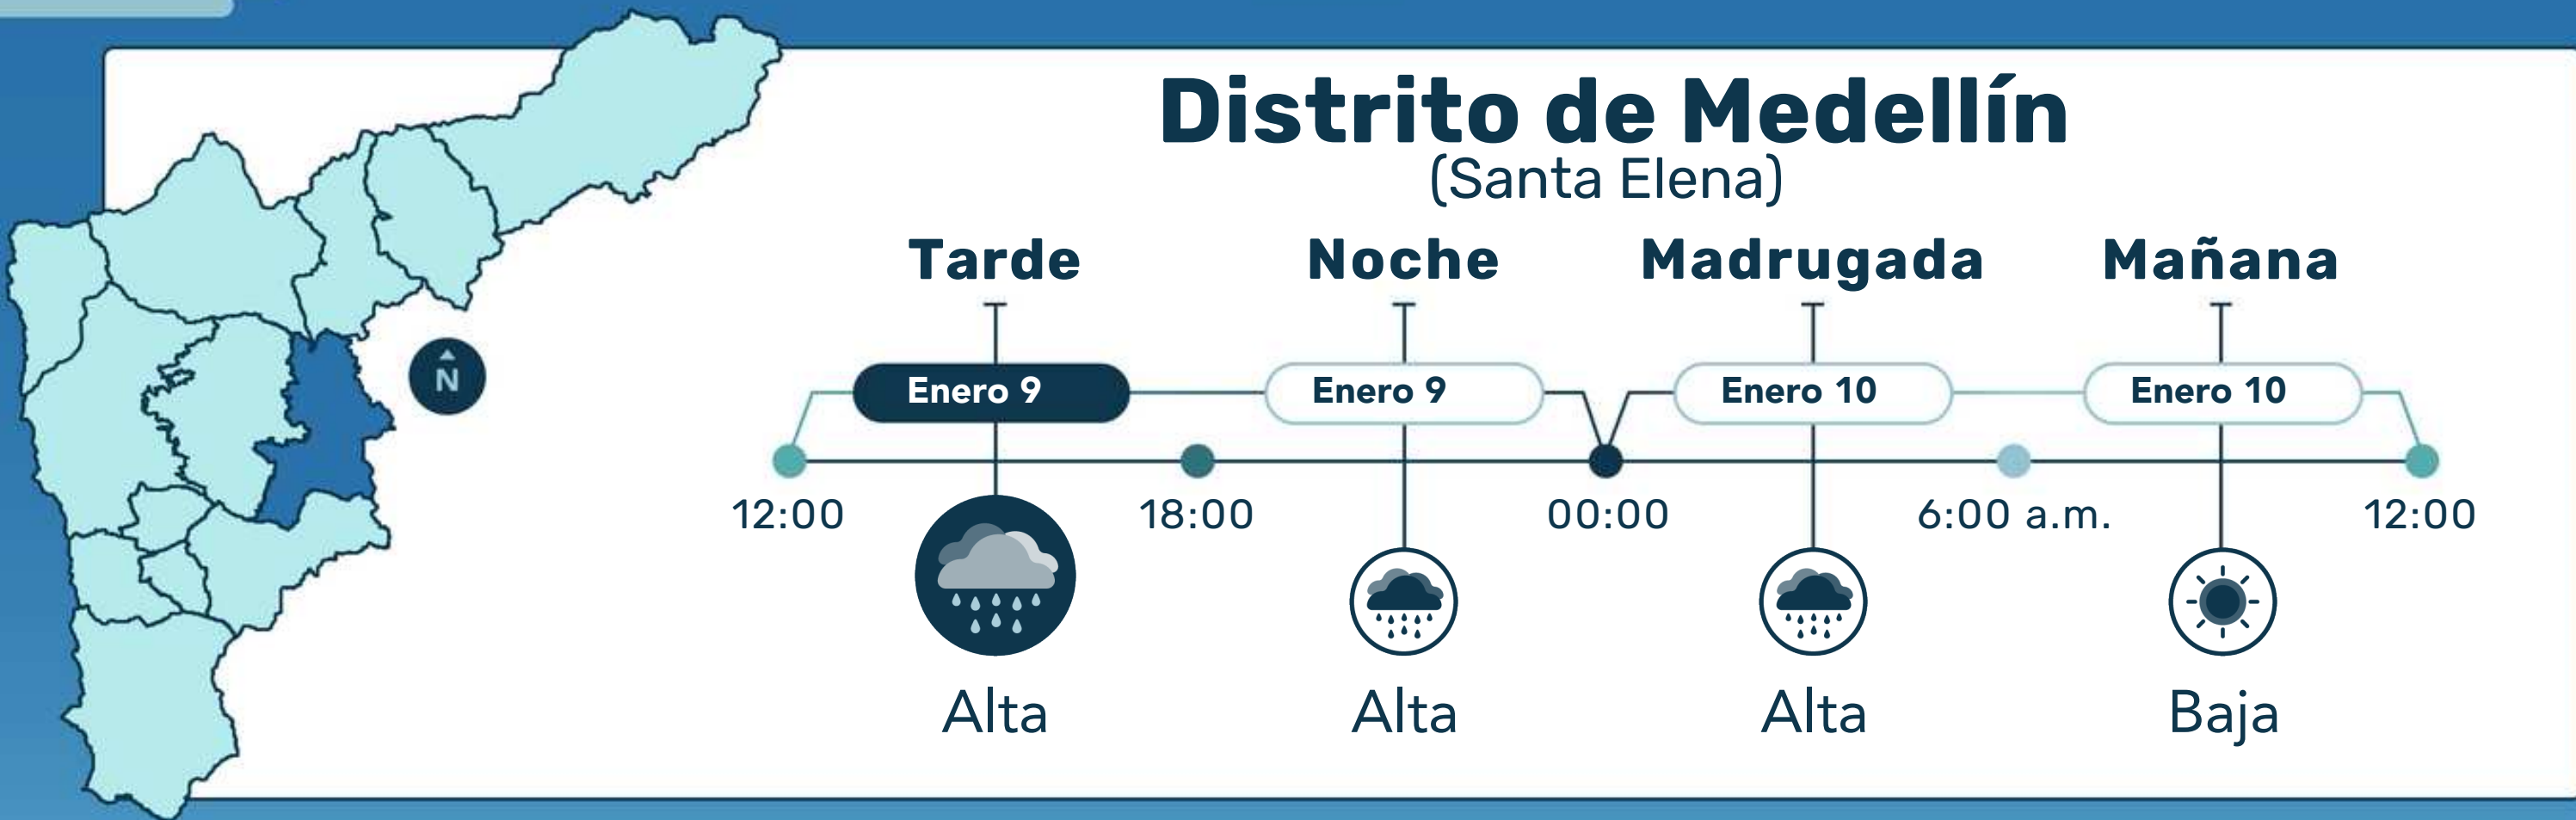 Distrito de Medellín
(Santa Elena)
Tarde Noche Madrugada Mañana
Enero 9 Enero 9 Enero 10 Enero 10
N
12:00 18:00 00:00 6:00 a.m. 12:00
Alta Alta Alta Baja